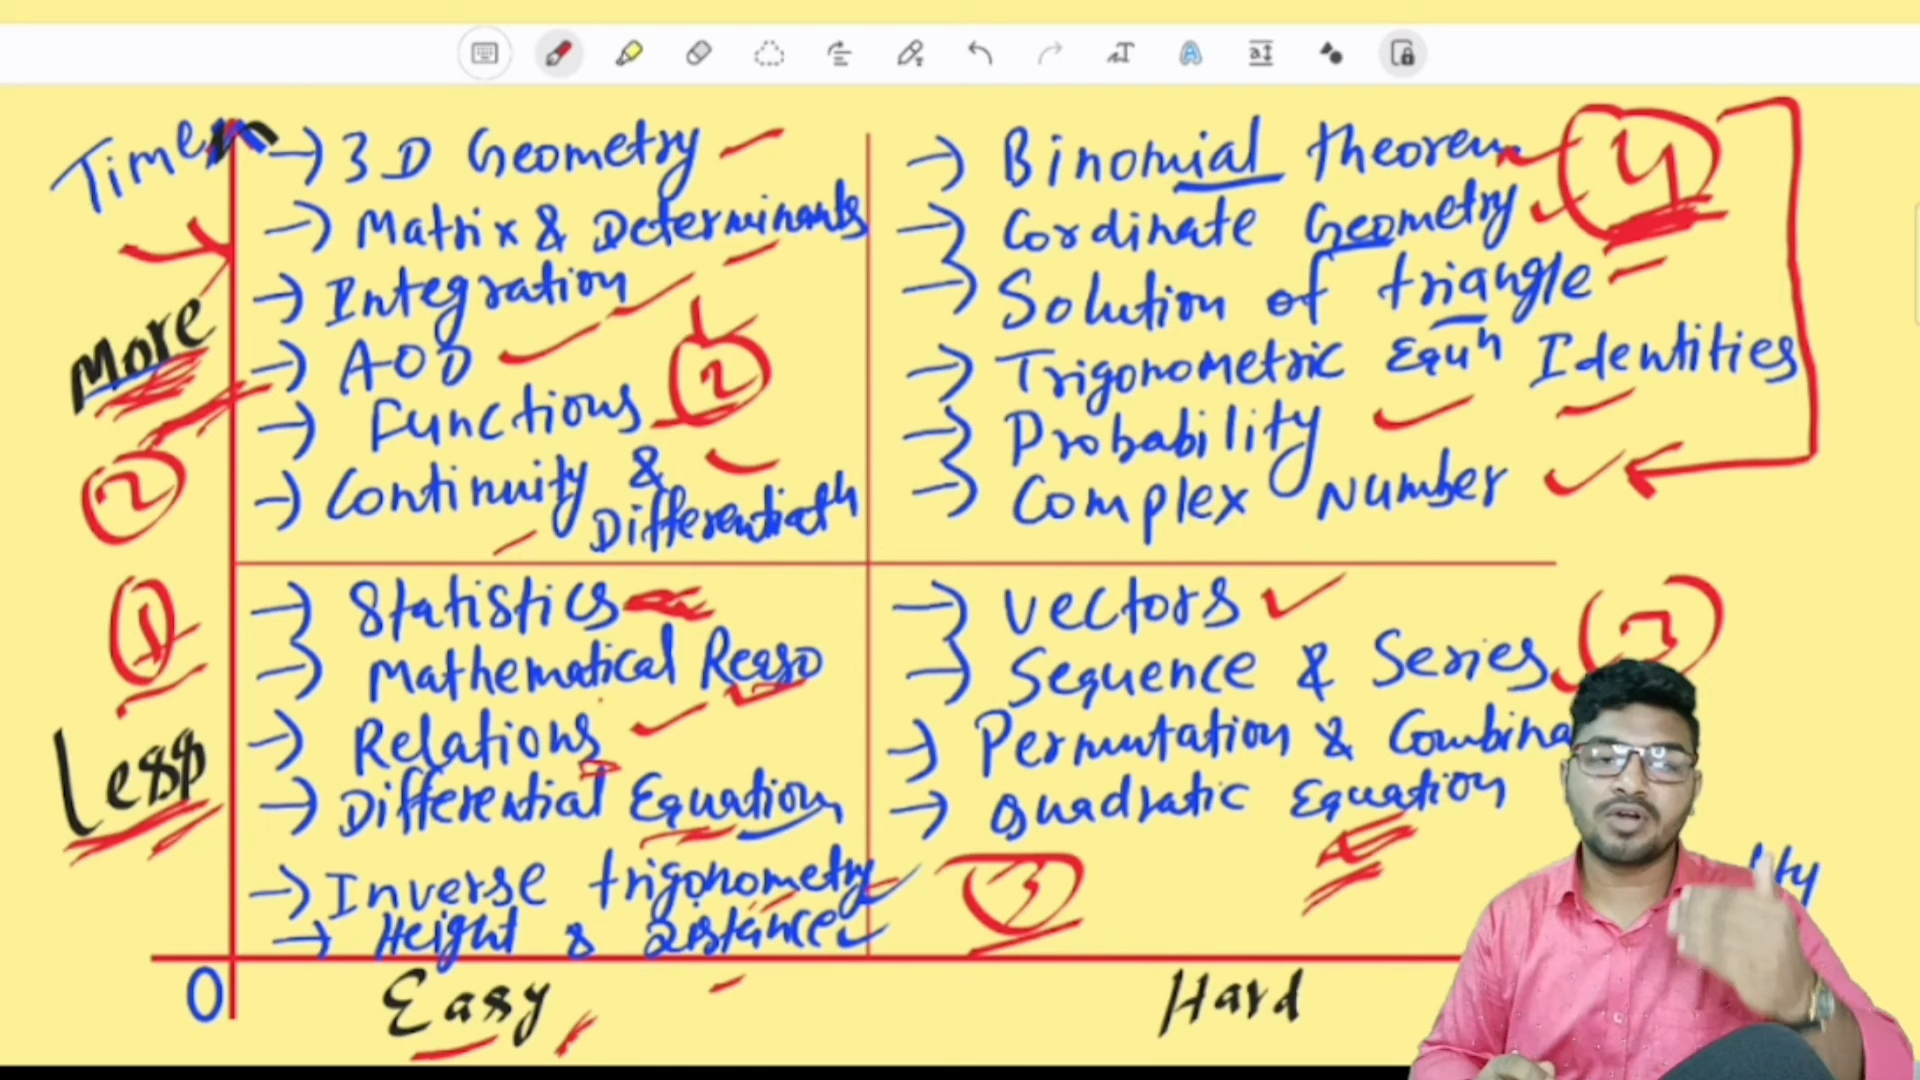 Time
More
2
1
Less
→ 3D Geometry
→ Matrix & Determinants
→ Integration
→ AOD
2
→ Functions
→ Continuity &
Differentiatn
→ Binomial theorem
4
→ Cordinate Geometry
→ Solution of triangle
→ Trigonometric Equn Identities
→ Probability
→ Complex Number
→ Statistics
→ Mathematical Reaso
→ Relations
→ Differential Equation
→ Inverse trigonometry
→ Height & Distance
→ Vectors
→ Sequence & Series
→ Permutation & Combina
→ Quadratic Equation
3
0
Easy
Hard